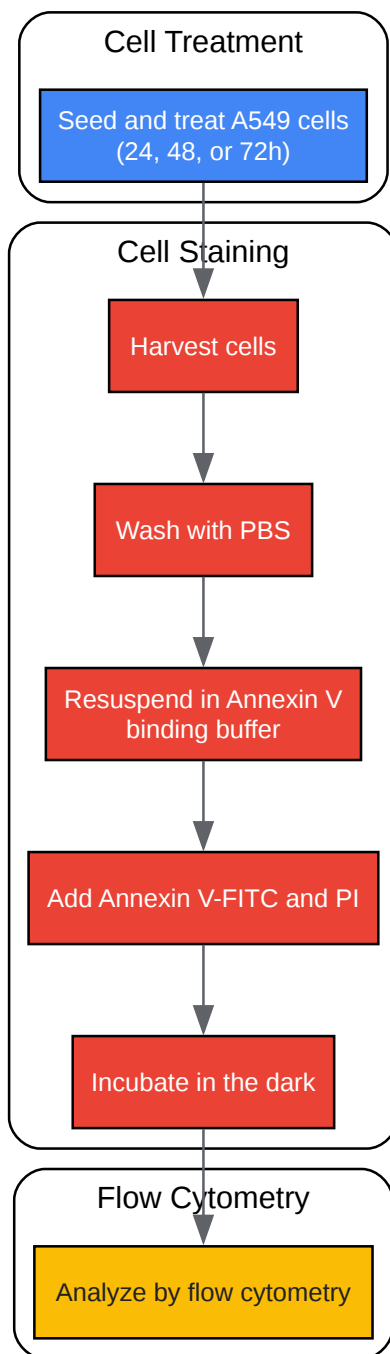 Cell Treatment
Seed and treat A549 cells
(24, 48, or 72h)
Cell Staining
Harvest cells
Wash with PBS
Resuspend in Annexin V
binding buffer
Add Annexin V-FITC and PI
Incubate in the dark
Flow Cytometry
Analyze by flow cytometry